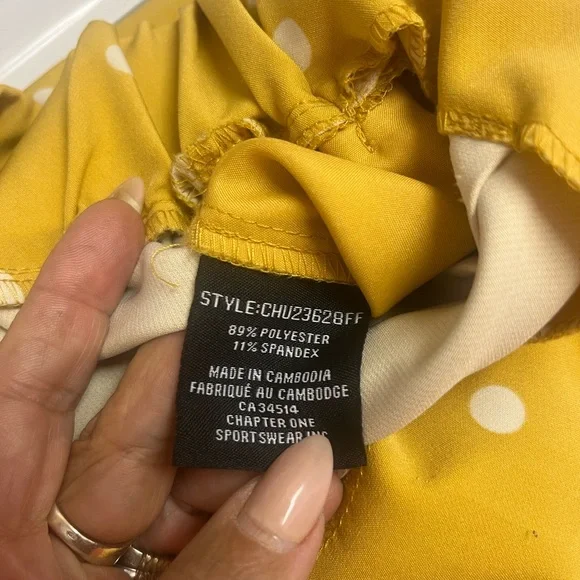 STYLE:CHU23628FF
89% POLYESTER
11% SPANDEX
MADE IN CAMBODIA
FABRIQUÉ AU CAMBODGE
CA34514
CHAPTER ONE
SPORTSWEAR INC